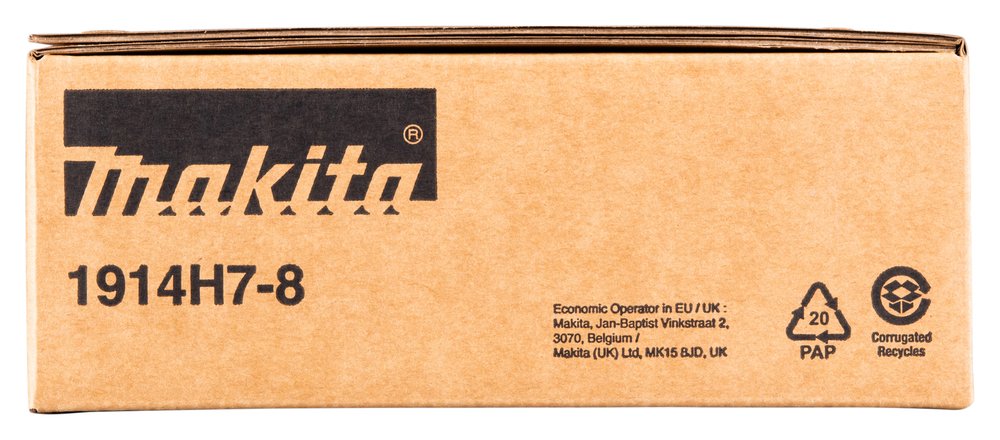 makita®
1914H7-8
Economic Operator in EU / UK :
Makita, Jan-Baptist Vinkstraat 2,
3070, Belgium /
Makita (UK) Ltd, MK15 8JD, UK
20
PAP
Corrugated
Recycles